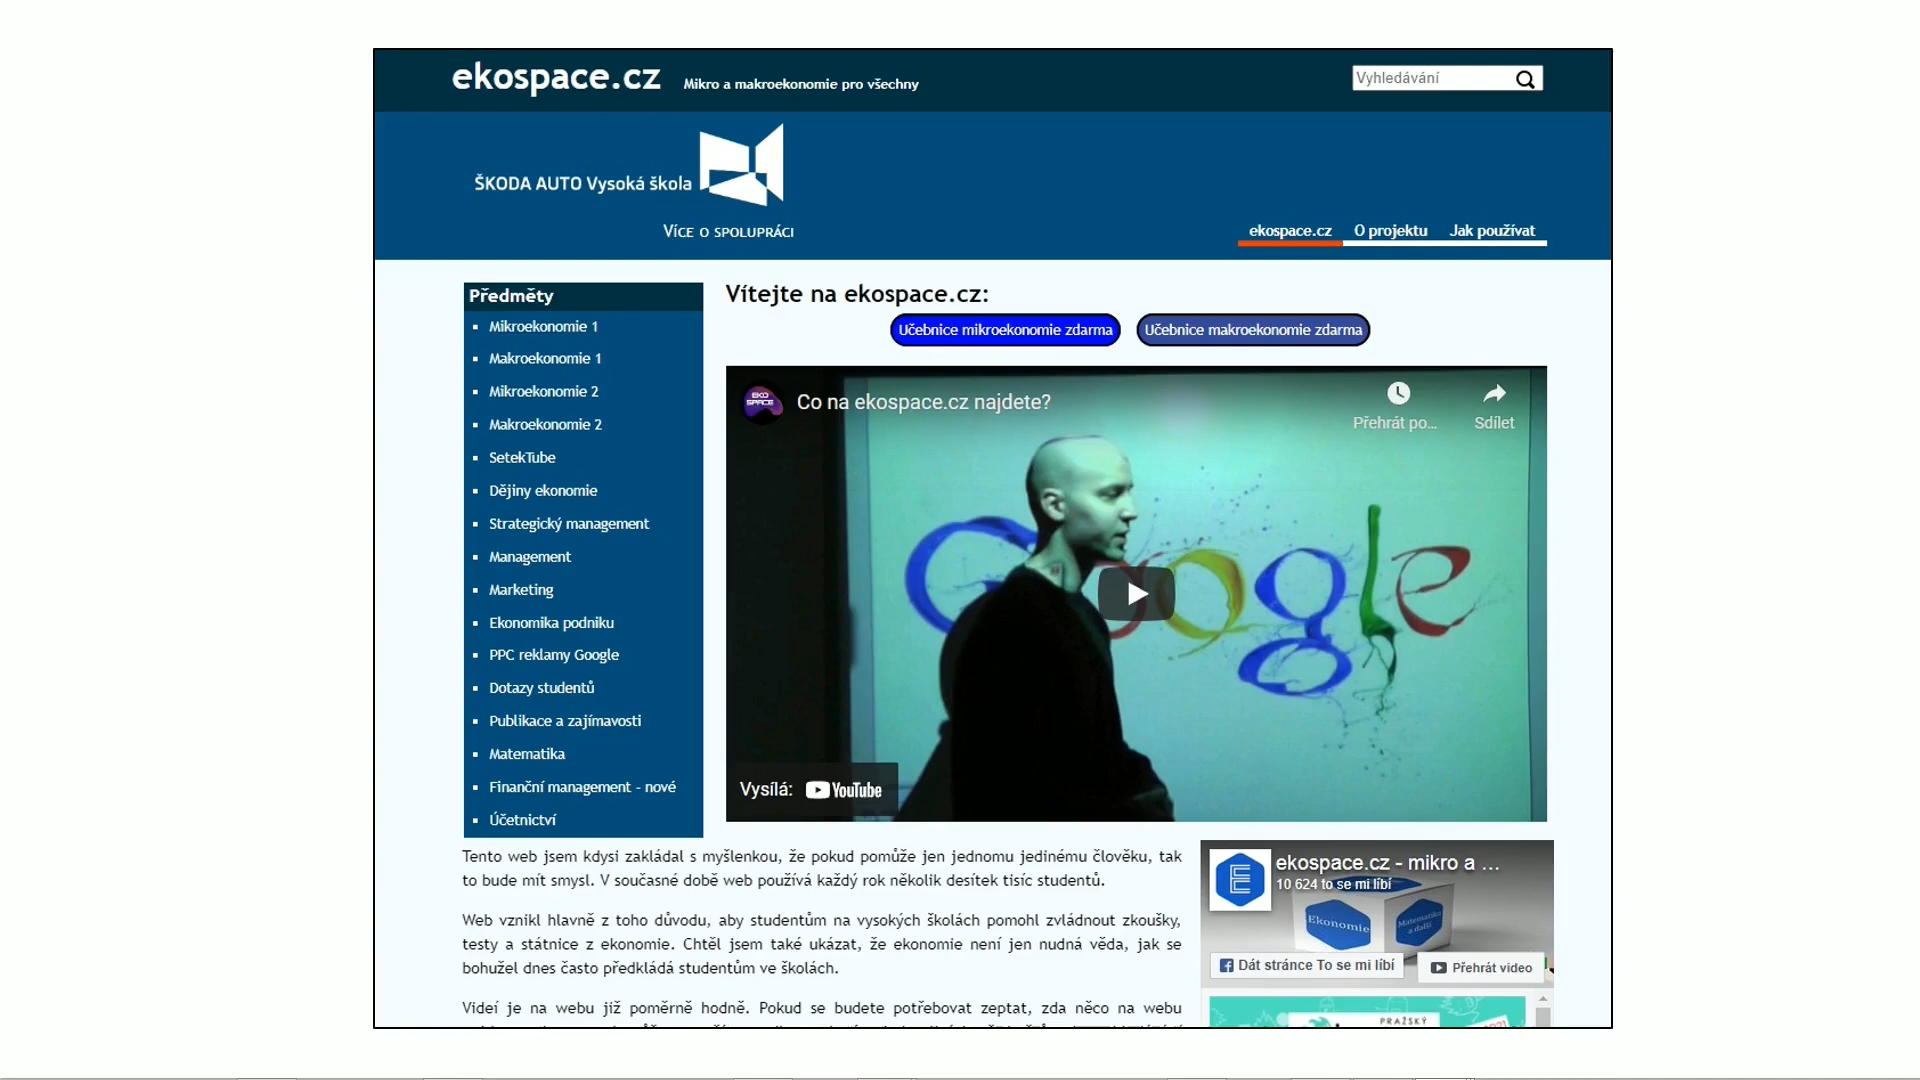 ekospace.cz Mikro a makroekonomie pro všechny
Vyhledávání
ŠKODA AUTO Vysoká škola
Více o spolupráci
ekospace.cz O projektu Jak používat
Předměty
Mikroekonomie 1
Makroekonomie 1
Mikroekonomie 2
Makroekonomie 2
SetekTube
Dějiny ekonomie
Strategický management
Management
Marketing
Ekonomika podniku
PPC reklamy Google
Dotazy studentů
Publikace a zajímavosti
Matematika
Finanční management - nové
Účetnictví
Vítejte na ekospace.cz:
Učebnice mikroekonomie zdarma Učebnice makroekonomie zdarma
EKO
SPACE
Co na ekospace.cz najdete?
Přehrát po...
Sdílet
Google
Vysílá: YouTube
Tento web jsem kdysi zakládal s myšlenkou, že pokud pomůže jen jednomu jedinému člověku, tak
to bude mít smysl. V současné době web používá každý rok několik desítek tisíc studentů.
Web vznikl hlavně z toho důvodu, aby studentům na vysokých školách pomohl zvládnout zkoušky,
testy a státnice z ekonomie. Chtěl jsem také ukázat, že ekonomie není jen nudná věda, jak se
bohužel dnes často předkládá studentům ve školách.
Videí je na webu již poměrně hodně. Pokud se budete potřebovat zeptat, zda něco na webu
ekospace.cz - mikro a ...
10 624 to se mi líbí
Ekonomie
Matematika
a další
Dát stránce To se mi líbí
Přehrát video
PRAŽSKÝ